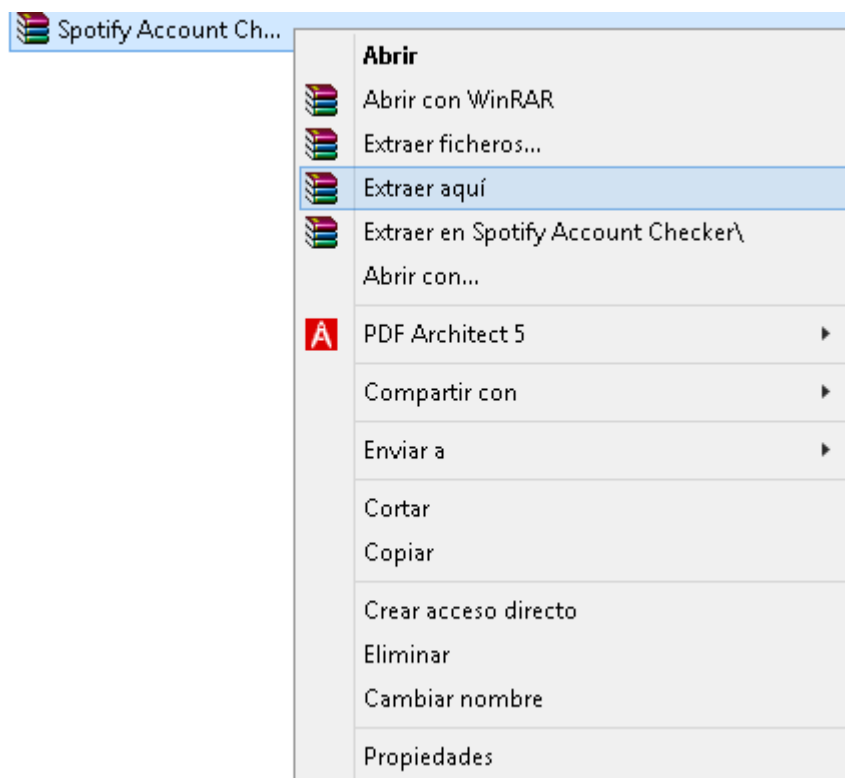 Spotify Account Ch...
Abrir
Abrir con WinRAR
Extraer ficheros...
Extraer aquí
Extraer en Spotify Account Checker\
Abrir con...
PDF Architect 5
Compartir con
Enviar a
Cortar
Copiar
Crear acceso directo
Eliminar
Cambiar nombre
Propiedades